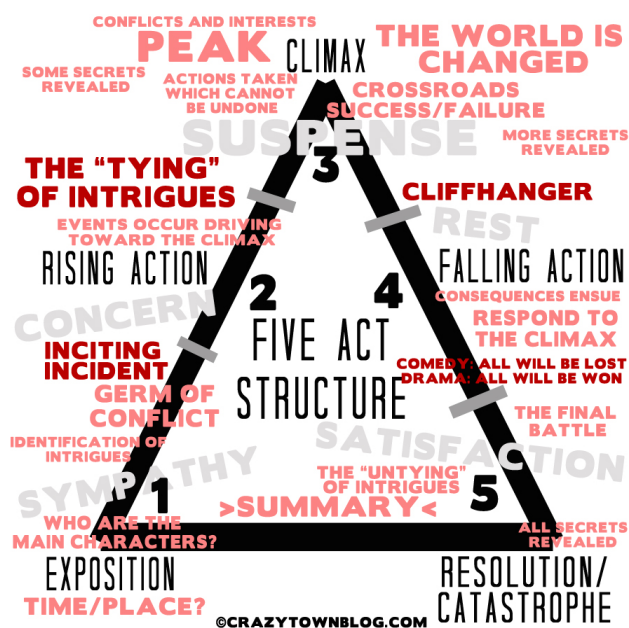 CONFLICTS AND INTERESTS
PEAK
CLIMAX
THE WORLD IS
CHANGED
SOME SECRETS
REVEALED
ACTIONS TAKEN
WHICH CANNOT
BE UNDONE
CROSSROADS
SUCCESS/FAILURE
SUSPENSE
MORE SECRETS
REVEALED
3
THE “TYING”
OF INTRIGUES
CLIFFHANGER
EVENTS OCCUR DRIVING
TOWARD THE CLIMAX
REST
RISING ACTION
FALLING ACTION
2
4
CONCERN
CONSEQUENCES ENSUE
RESPOND TO
THE CLIMAX
FIVE ACT
STRUCTURE
INCITING
INCIDENT
COMEDY: ALL WILL BE LOST
DRAMA: ALL WILL BE WON
GERM OF
CONFLICT
THE FINAL
BATTLE
IDENTIFICATION OF
INTRIGUES
SATISFACTION
SYMPATHY
THE “UNTYING”
OF INTRIGUES
1
>SUMMARY<
5
WHO ARE THE
MAIN CHARACTERS?
ALL SECRETS
REVEALED
EXPOSITION
RESOLUTION/
CATASTROPHE
TIME/PLACE?
©CRAZYTOWNBLOG.COM